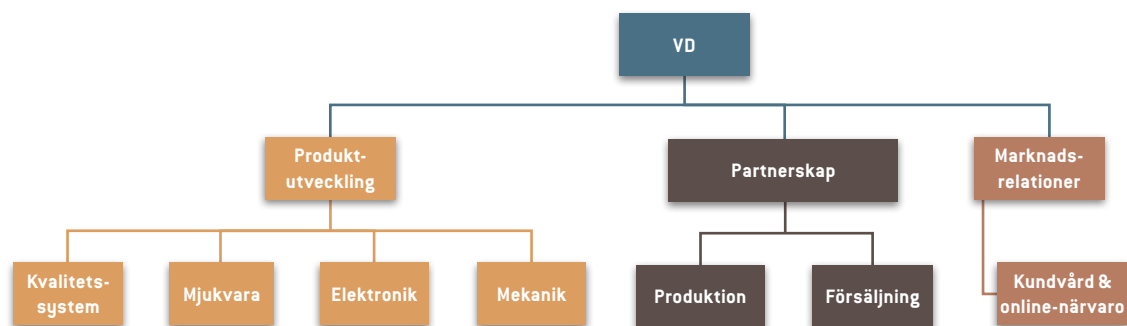 VD
Produkt-
utveckling
Partnerskap
Marknads-
relationer
Kvalitets-
system
Mjukvara
Elektronik
Mekanik
Produktion
Försäljning
Kundvård &
online-närvaro